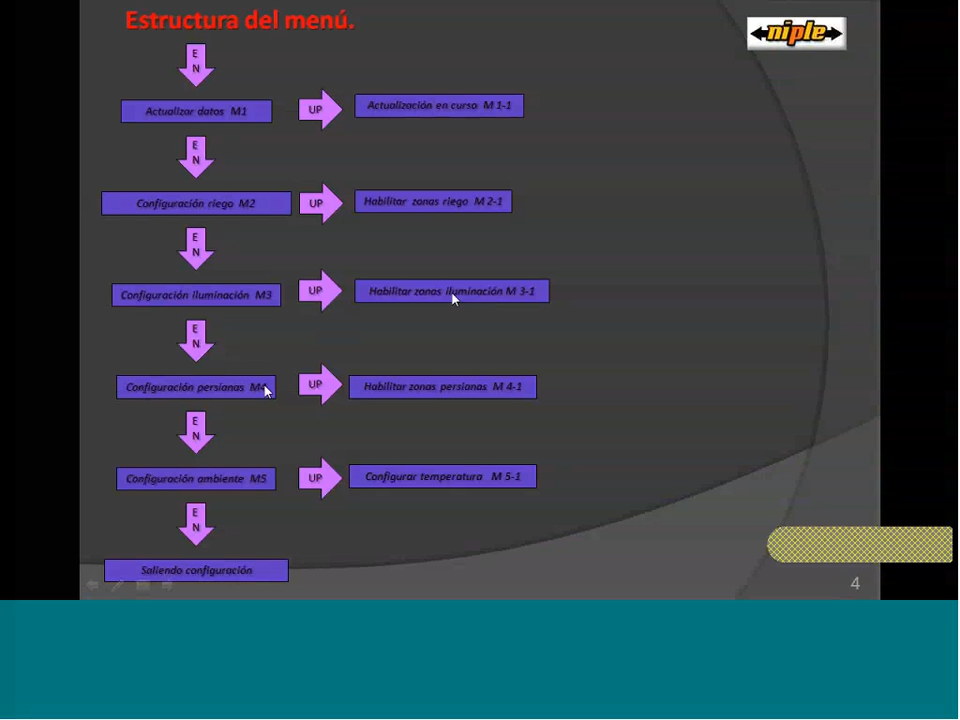 Estructura del menú.
niple
E
N
Actualizar datos M1
UP
Actualización en curso M 1-1
E
N
Configuración riego M2
UP
Habilitar zonas riego M 2-1
E
N
Configuración iluminación M3
UP
Habilitar zonas iluminación M 3-1
E
N
Configuración persianas M4
UP
Habilitar zonas persianas M 4-1
E
N
Configuración ambiente M5
UP
Configurar temperatura M 5-1
E
N
Saliendo configuración
4